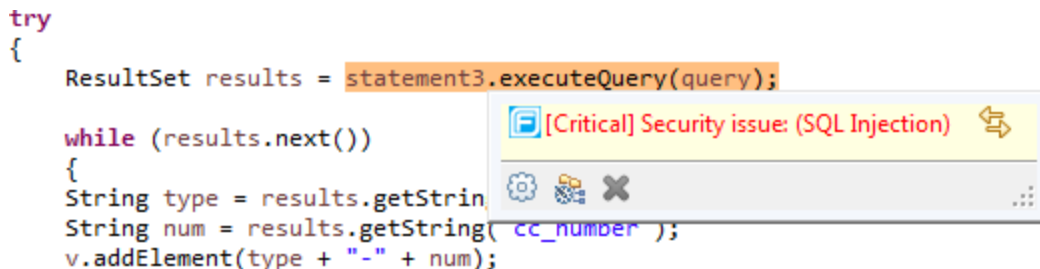 try
{
ResultSet results = statement3.executeQuery(query);
[Critical] Security issue: (SQL Injection)
while (results.next())
{
String type = results.getStrin
String num = results.getString( cc_number );
v.addElement(type + "-" + num);